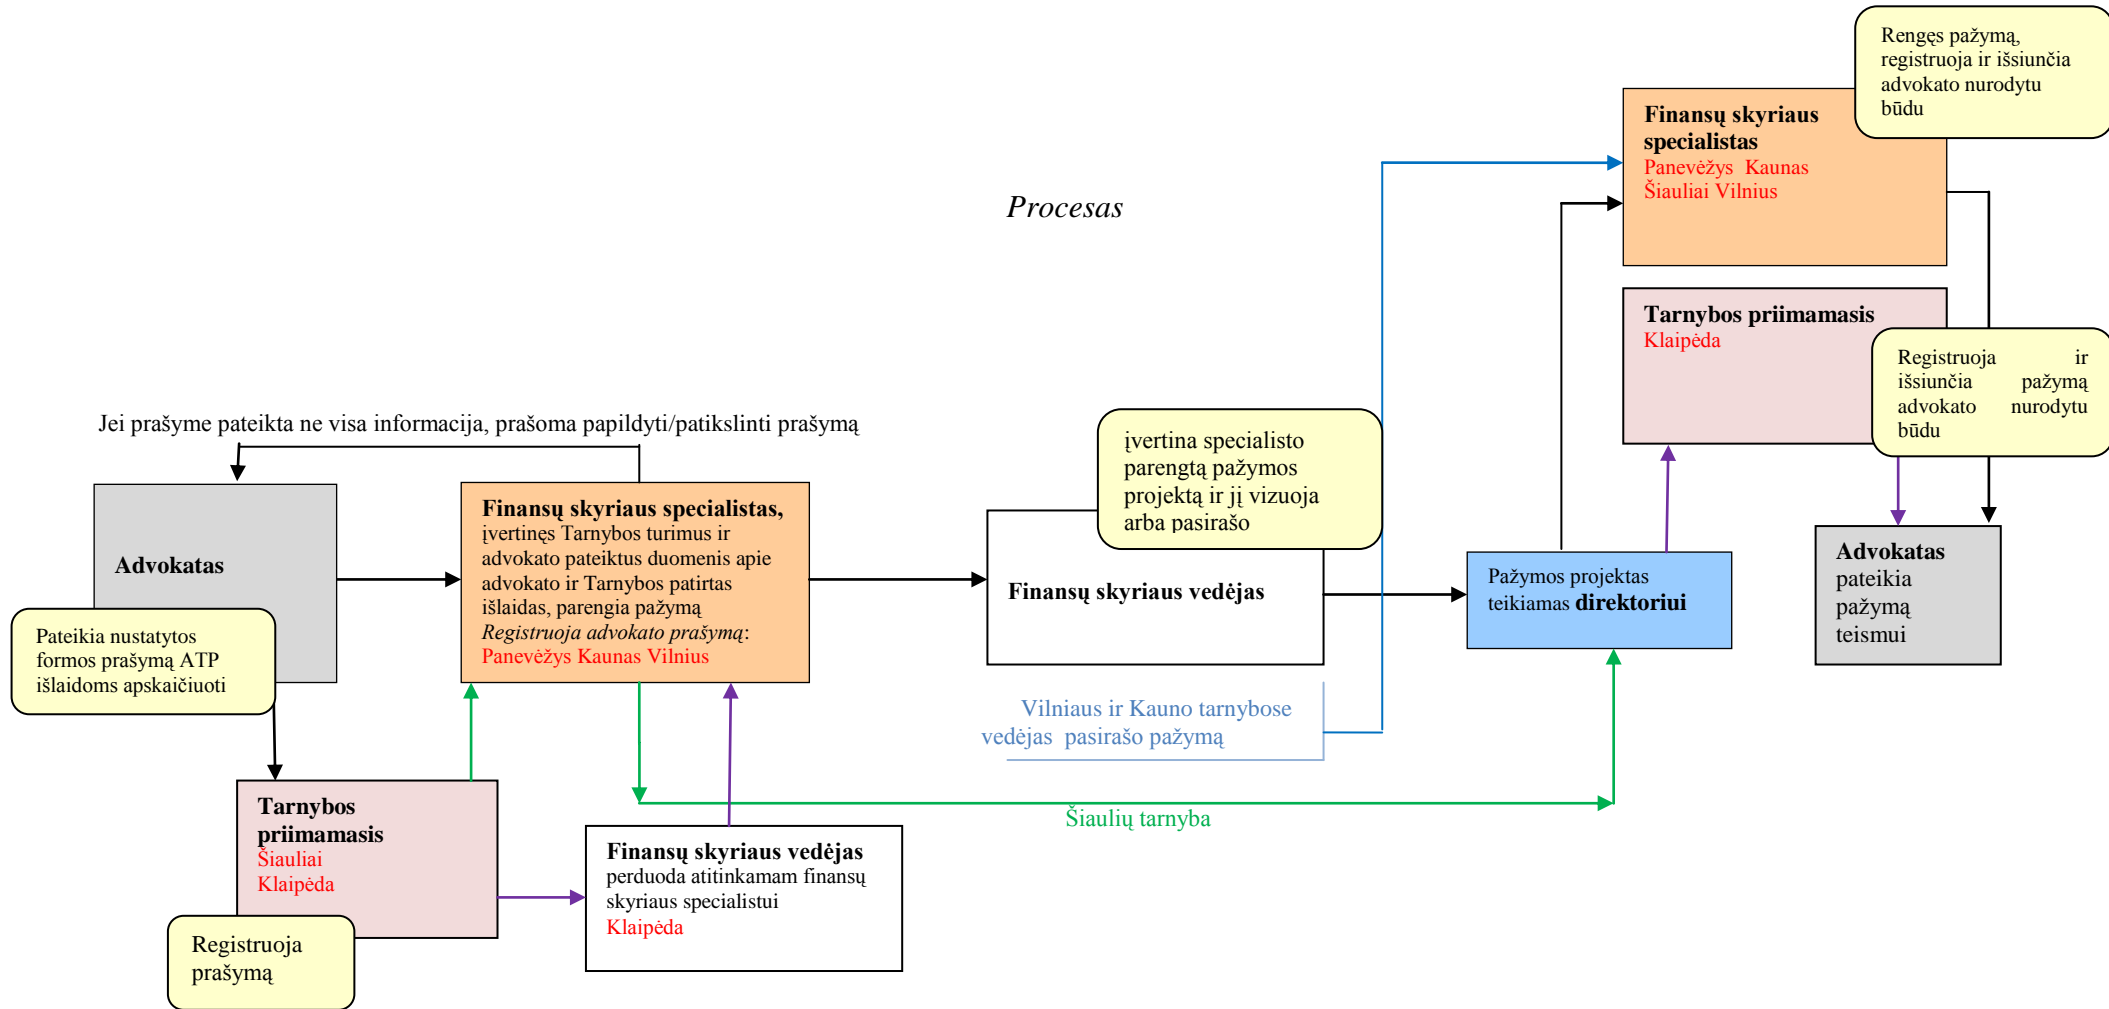 Rengęs pažymą,
registruoja ir išsiunčia
advokato nurodytu
būdu
Finansų skyriaus
specialistas
Panevėžys Kaunas
Šiauliai Vilnius
Procesas
Tarnybos priimamasis
Klaipėda
Registruoja ir
išsiunčia pažymą
advokato nurodytu
būdu
Jei prašyme pateikta ne visa informacija, prašoma papildyti/patikslinti prašymą
įvertina specialisto
parengtą pažymos
projektą ir jį vizuoja
arba pasirašo
Advokatas
Finansų skyriaus specialistas,
įvertinęs Tarnybos turimus ir
advokato pateiktus duomenis apie
advokato ir Tarnybos patirtas
išlaidas, parengia pažymą
Registruoja advokato prašymą:
Panevėžys Kaunas Vilnius
Finansų skyriaus vedėjas
Pažymos projektas
teikiamas direktoriui
Advokatas
pateikia
pažymą
teismui
Pateikia nustatytos
formos prašymą ATP
išlaidoms apskaičiuoti
Vilniaus ir Kauno tarnybose
vedėjas pasirašo pažymą
Šiaulių tarnyba
Tarnybos
priimamasis
Šiauliai
Klaipėda
Finansų skyriaus vedėjas
perduoda atitinkamam finansų
skyriaus specialistui
Klaipėda
Registruoja
prašymą